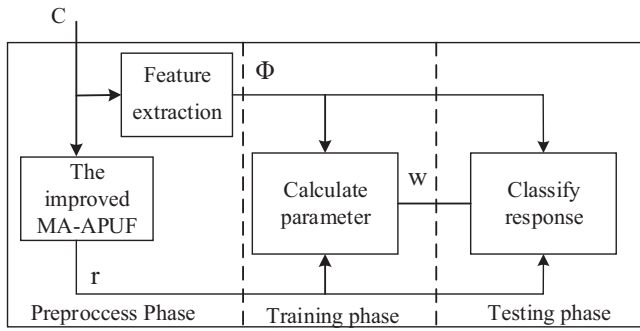 C
Feature
extraction
Φ
The
improved
MA-APUF
Calculate
parameter
w
Classify
response
r
Preproccess Phase
Training phase
Testing phase